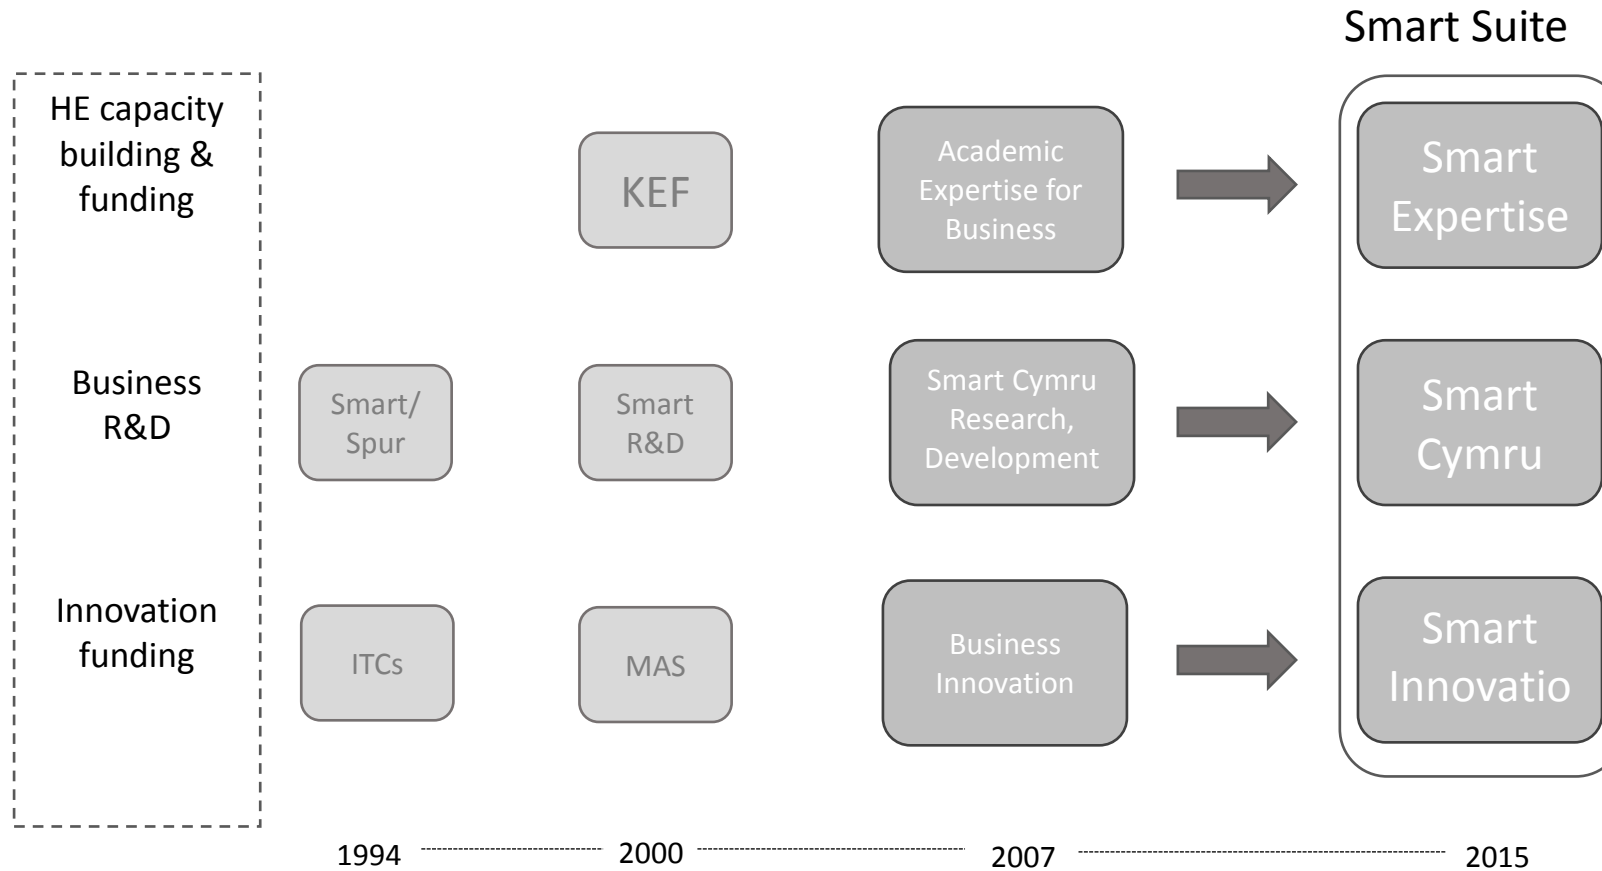 Smart Suite
HE capacity
building &
funding
KEF
Academic
Expertise for
Business
Smart
Expertise
Business
R&D
Smart/
Spur
Smart
R&D
Smart Cymru
Research,
Development
Smart
Cymru
Innovation
funding
ITCs
MAS
Business
Innovation
Smart
Innovatio
1994
2000
2007
2015